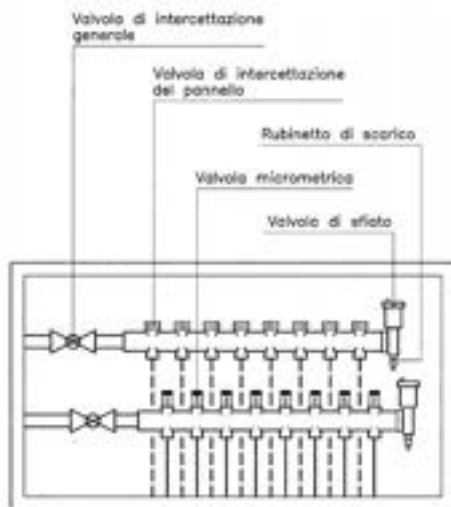 Valvola di intercettazione
generale
Valvola di intercettazione
del pannello
Rubinetto di scarico
Valvola micrometrica
Valvola di sfiato